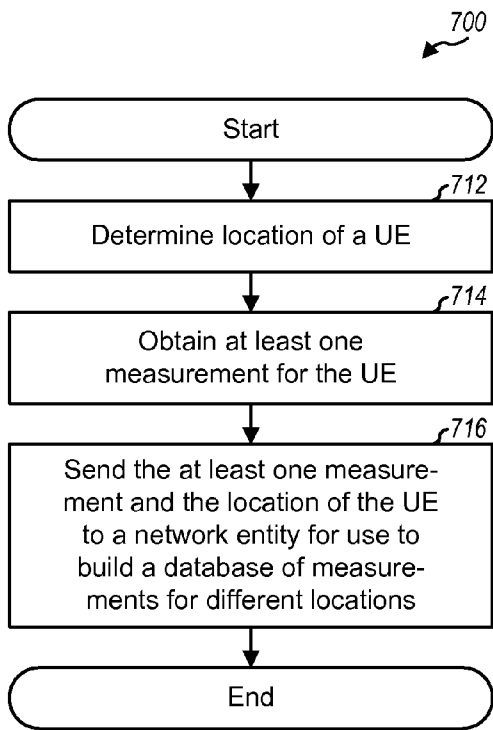 700
Start
712
Determine location of a UE
714
Obtain at least one
measurement for the UE
716
Send the at least one measure-
ment and the location of the UE
to a network entity for use to
build a database of measure-
ments for different locations
End